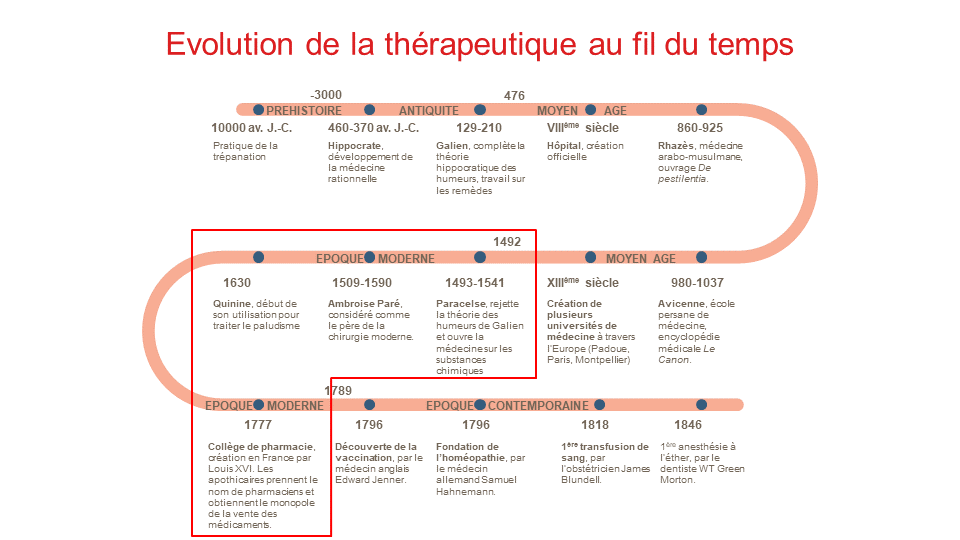 Evolution de la thérapeutique au fil du temps
-3000
476
PREHISTOIRE
ANTIQUITE
MOYEN AGE
10000 av. J.-C.
Pratique de la
trépanation
460-370 av. J.-C.
Hippocrate,
développement de
la médecine
rationnelle
129-210
Galien, complète la
théorie
hippocratique des
humeurs, travail sur
les remèdes
VIIIème siècle
Hôpital, création
officielle
860-925
Rhazès, médecine
arabo-musulmane,
ouvrage De
pestilentia.
1492
EPOQUE MODERNE
MOYEN AGE
1630
Quinine, début de
son utilisation pour
traiter le paludisme
1509-1590
Ambroise Paré,
considéré comme
le père de la
chirurgie moderne.
1493-1541
Paracelse, rejette
la théorie des
humeurs de Galien
et ouvre la
médecine sur les
substances
chimiques
XIIIème siècle
Création de
plusieurs
universités de
médecine à travers
l'Europe (Padoue,
Paris, Montpellier)
980-1037
Avicenne, école
persane de
médecine,
encyclopédie
médicale Le
Canon.
1789
EPOQUE MODERNE
EPOQUE CONTEMPORAINE
1777
Collège de pharmacie,
création en France par
Louis XVI. Les
apothicaires prennent le
nom de pharmaciens et
obtiennent le monopole
de la vente des
médicaments.
1796
Découverte de la
vaccination, par le
médecin anglais
Edward Jenner.
1796
Fondation de
l'homéopathie, par
le médecin
allemand Samuel
Hahnemann.
1818
1ère transfusion de
sang, par
l'obstétricien James
Blundell.
1846
1ère anesthésie à
l'éther, par le
dentiste WT Green
Morton.